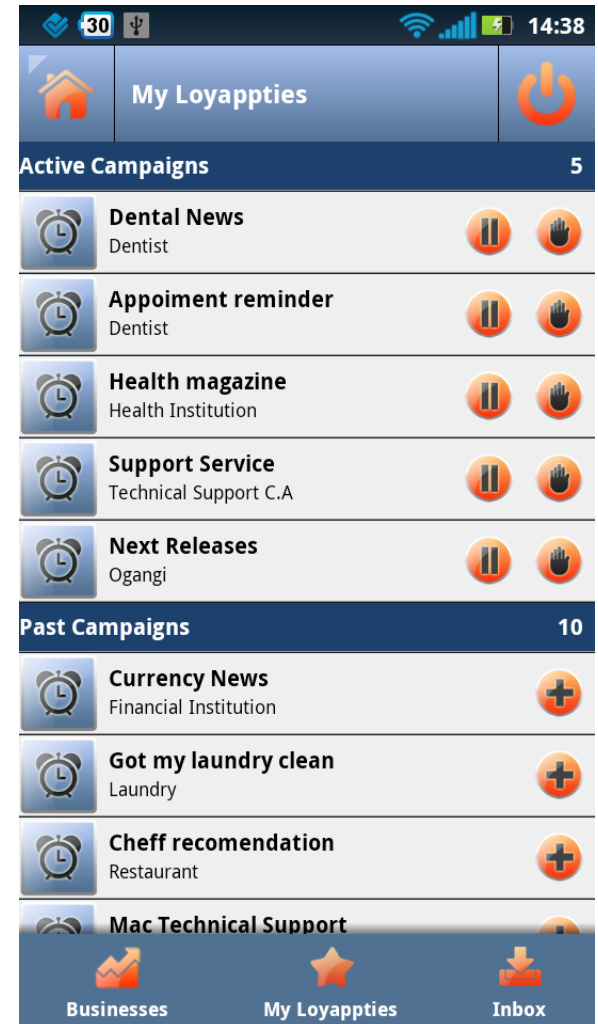 30
14:38
My Loyappties
Active Campaigns 5
Dental News
Dentist
Appoiment reminder
Dentist
Health magazine
Health Institution
Support Service
Technical Support C.A
Next Releases
Ogangi
Past Campaigns 10
Currency News
Financial Institution
Got my laundry clean
Laundry
Cheff recomendation
Restaurant
Mac Technical Support
Businesses My Loyappties Inbox